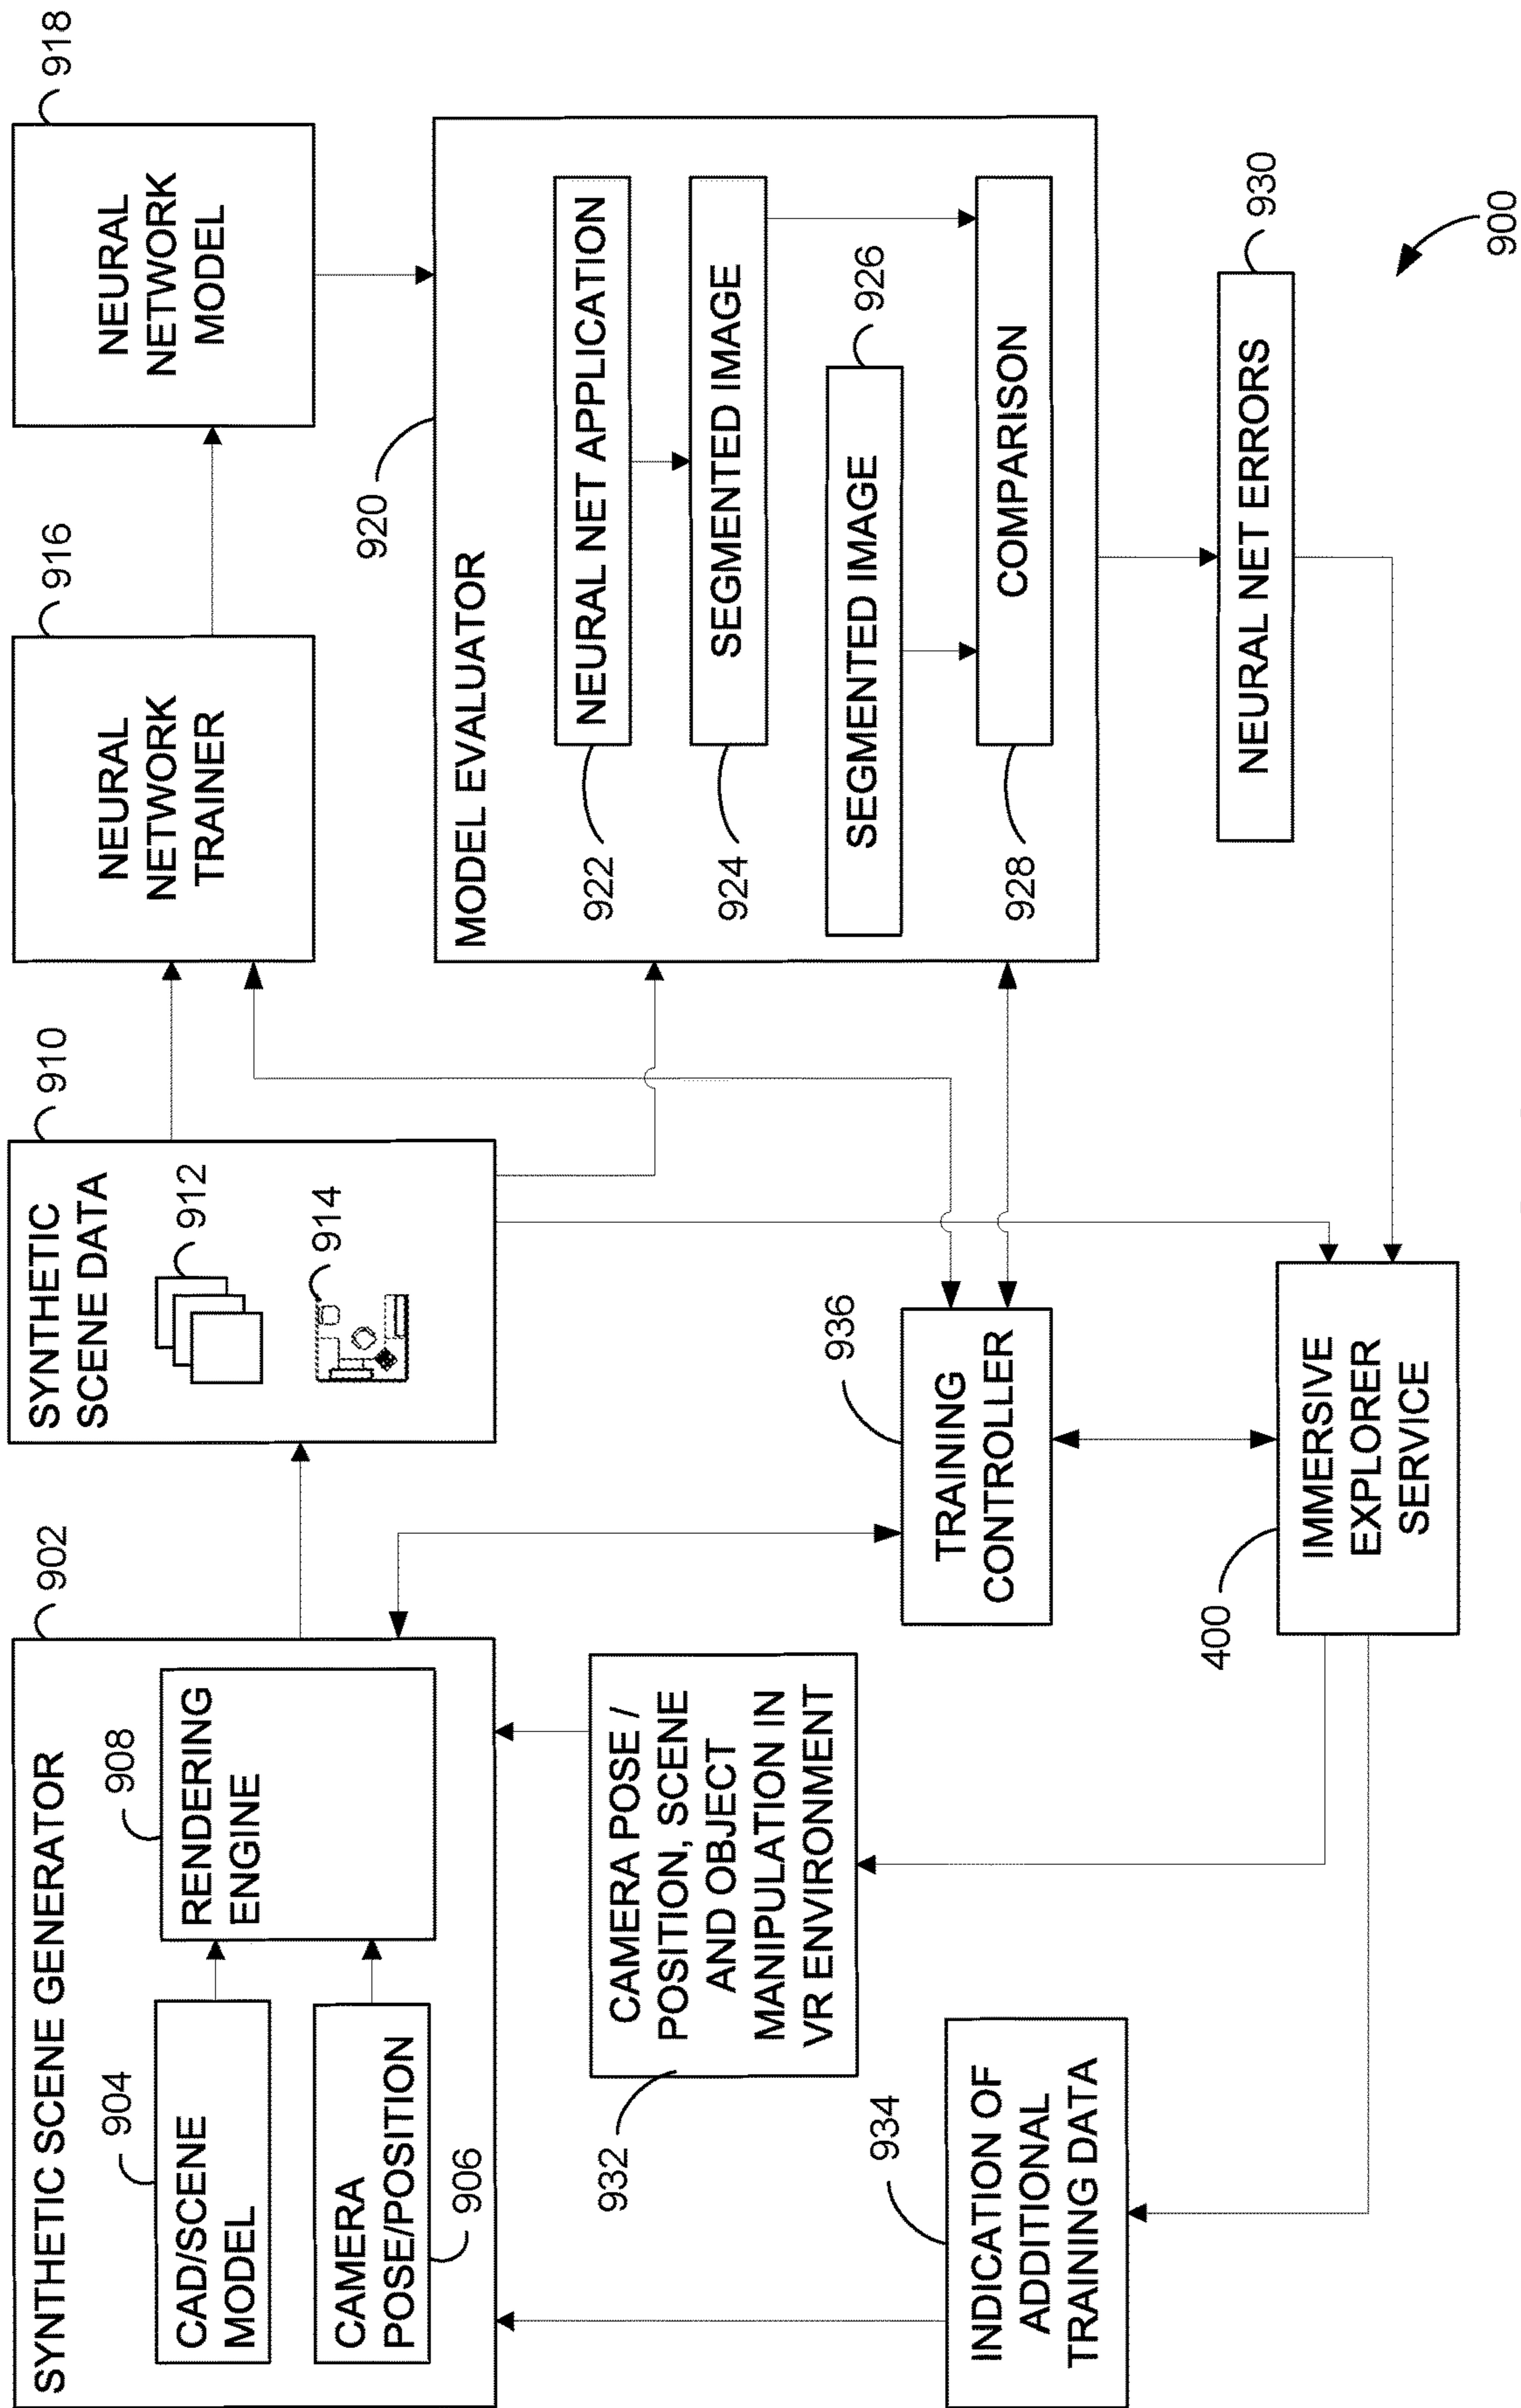 SYNTHETIC SCENE GENERATOR
902
904
CAD/SCENE
MODEL
CAMERA
POSE/POSITION
906
908
RENDERING
ENGINE
SYNTHETIC
SCENE DATA
910
912
914
NEURAL
NETWORK
TRAINER
916
NEURAL
NETWORK
MODEL
918
920
MODEL EVALUATOR
NEURAL NET APPLICATION
922
SEGMENTED IMAGE
924
SEGMENTED IMAGE
926
COMPARISON
928
NEURAL NET ERRORS
930
CAMERA POSE /
POSITION, SCENE
AND OBJECT
MANIPULATION IN
VR ENVIRONMENT
932
INDICATION OF
ADDITIONAL
TRAINING DATA
934
TRAINING
CONTROLLER
936
IMMERSIVE
EXPLORER
SERVICE
400
900